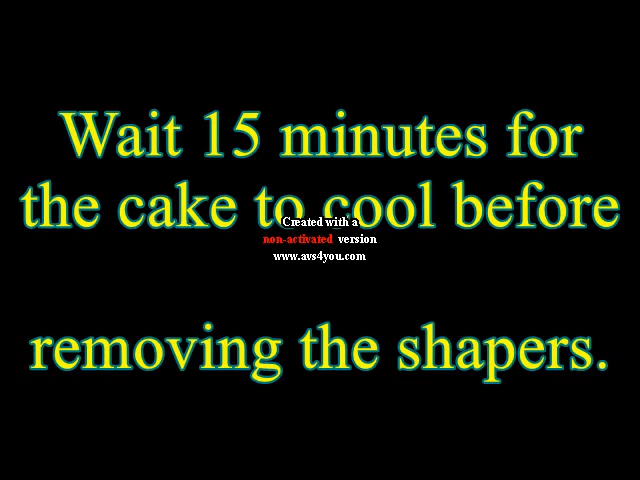 Wait 15 minutes for
the cake to cool before
Created with a
non-activated version
www.avs4you.com
removing the shapers.